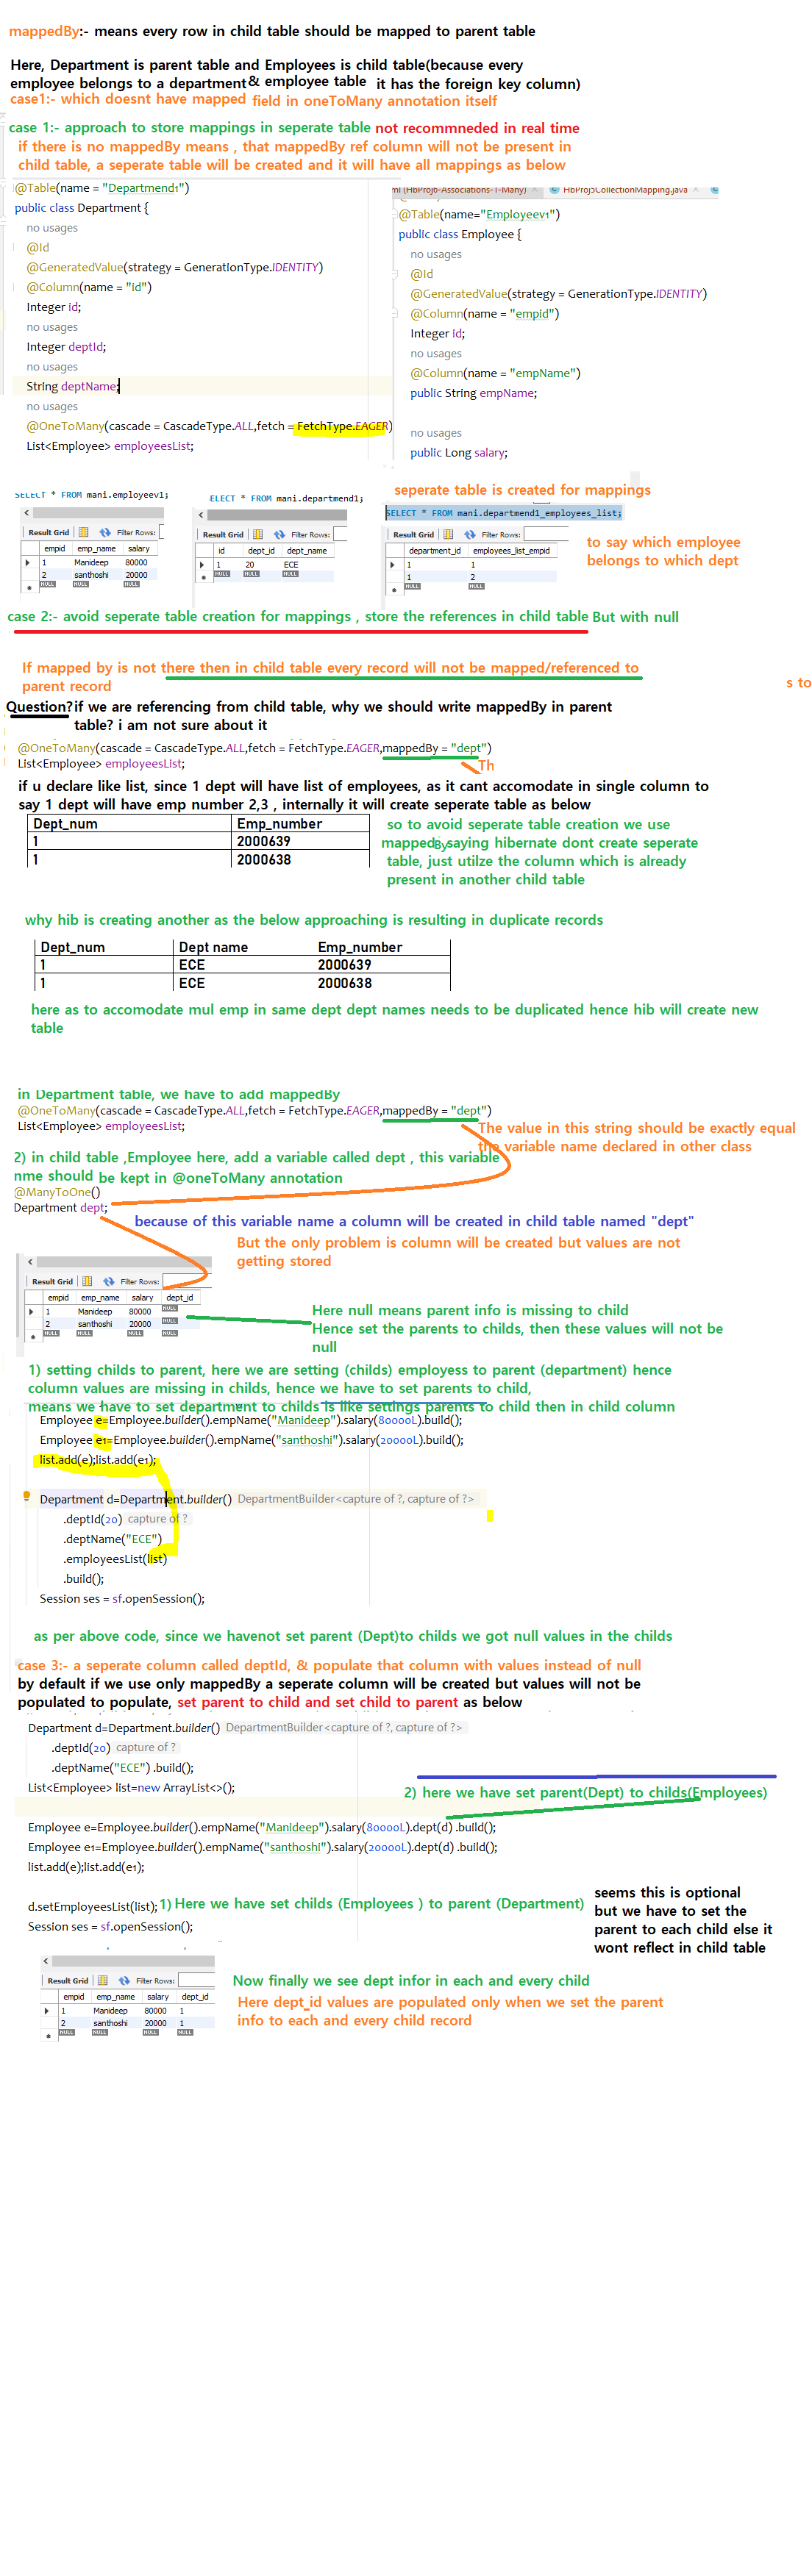 mappedBy:- means every row in child table should be mapped to parent table
Here, Department is parent table and Employees is child table(because every
employee belongs to a department & employee table it has the foreign key column)
case1:- which doesnt have mapped field in oneToMany annotation itself
case 1:- approach to store mappings in seperate table not recommneded in real time
if there is no mappedBy means , that mappedBy ref column will not be present in
child table, a seperate table will be created and it will have all mappings as below
@Table(name = "Departmend1")
public class Department {
no usages
@Id
@GeneratedValue(strategy = GenerationType.IDENTITY)
@Column(name = "id")
Integer id;
no usages
Integer deptId;
no usages
String deptName;
no usages
@OneToMany(cascade = CascadeType.ALL,fetch = FetchType.EAGER)
List<Employee> employeesList;
ml (HbProj6-Associations-1-Many) HbProj5CollectionMapping.java
@Table(name="Employeev1")
public class Employee {
no usages
@Id
@GeneratedValue(strategy = GenerationType.IDENTITY)
@Column(name = "empid")
Integer id;
no usages
@Column(name = "empName")
public String empName;
no usages
public Long salary;
SELECT * FROM mani.employeev1;
Result Grid Filter Rows:
empid emp_name salary
1 Manideep 80000
2 santhoshi 20000
NULL NULL NULL
ELECT * FROM mani.departmend1;
Result Grid Filter Rows:
id dept_id dept_name
1 20 ECE
NULL NULL NULL
seperate table is created for mappings
SELECT * FROM mani.departmend1_employees_list;
Result Grid Filter Rows:
department_id employees_list_empid
1 1
1 2
NULL NULL
to say which employee
belongs to which dept
case 2:- avoid seperate table creation for mappings , store the references in child table But with null
If mapped by is not there then in child table every record will not be mapped/referenced to
parent record
s to
Question? if we are referencing from child table, why we should write mappedBy in parent
table? i am not sure about it
@OneToMany(cascade = CascadeType.ALL,fetch = FetchType.EAGER,mappedBy = "dept")
List<Employee> employeesList;
Th
if u declare like list, since 1 dept will have list of employees, as it cant accomodate in single column to
say 1 dept will have emp number 2,3 , internally it will create seperate table as below
Dept_num Emp_number
1 2000639
1 2000638
so to avoid seperate table creation we use
mappedBy saying hibernate dont create seperate
table, just utilze the column which is already
present in another child table
why hib is creating another as the below approaching is resulting in duplicate records
Dept_num Dept name Emp_number
1 ECE 2000639
1 ECE 2000638
here as to accomodate mul emp in same dept dept names needs to be duplicated hence hib will create new
table
in Department table, we have to add mappedBy
@OneToMany(cascade = CascadeType.ALL,fetch = FetchType.EAGER,mappedBy = "dept")
List<Employee> employeesList;
The value in this string should be exactly equal
the variable name declared in other class
2) in child table ,Employee here, add a variable called dept , this variable
nme should be kept in @oneToMany annotation
@ManyToOne()
Department dept;
because of this variable name a column will be created in child table named "dept"
But the only problem is column will be created but values are not
getting stored
Result Grid Filter Rows:
empid emp_name salary dept_id
1 Manideep 80000 NULL
2 santhoshi 20000 NULL
NULL NULL NULL NULL
Here null means parent info is missing to child
Hence set the parents to childs, then these values will not be
null
1) setting childs to parent, here we are setting (childs) employess to parent (department) hence
column values are missing in childs, hence we have to set parents to child,
means we have to set department to childs is like settings parents to child then in child column
Employee e=Employee.builder().empName("Manideep").salary(80000L).build();
Employee e1=Employee.builder().empName("santhoshi").salary(20000L).build();
list.add(e);list.add(e1);
Department d=Department.builder() DepartmentBuilder<capture of ?, capture of ?>
.deptId(20) capture of ?
.deptName("ECE")
.employeesList(list)
.build();
Session ses = sf.openSession();
as per above code, since we havenot set parent (Dept)to childs we got null values in the childs
case 3:- a seperate column called deptId, & populate that column with values instead of null
by default if we use only mappedBy a seperate column will be created but values will not be
populated to populate, set parent to child and set child to parent as below
Department d=Department.builder() DepartmentBuilder<capture of ?, capture of ?>
.deptId(20) capture of ?
.deptName("ECE") .build();
List<Employee> list=new ArrayList<>();
2) here we have set parent(Dept) to childs(Employees)
Employee e=Employee.builder().empName("Manideep").salary(80000L).dept(d) .build();
Employee e1=Employee.builder().empName("santhoshi").salary(20000L).dept(d) .build();
list.add(e);list.add(e1);
d.setEmployeesList(list); 1) Here we have set childs (Employees ) to parent (Department)
Session ses = sf.openSession();
seems this is optional
but we have to set the
parent to each child else it
wont reflect in child table
Result Grid Filter Rows:
empid emp_name salary dept_id
1 Manideep 80000 1
2 santhoshi 20000 1
NULL NULL NULL NULL
Now finally we see dept infor in each and every child
Here dept_id values are populated only when we set the parent
info to each and every child record